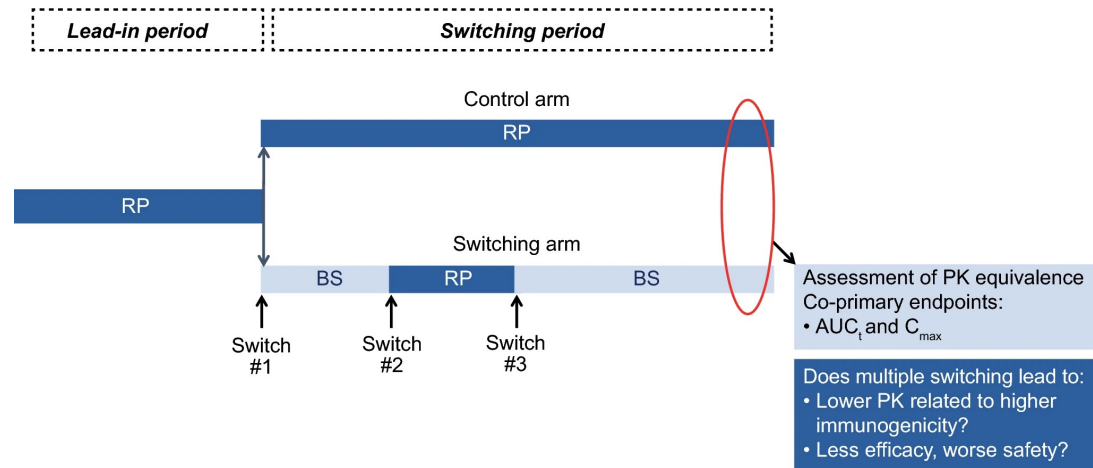 Lead-in period
Switching period
Control arm
RP
RP
Switching arm
BS
RP
BS
Switch
#1
Switch
#2
Switch
#3
Assessment of PK equivalence
Co-primary endpoints:
• AUCt and Cmax
Does multiple switching lead to:
• Lower PK related to higher
immunogenicity?
• Less efficacy, worse safety?